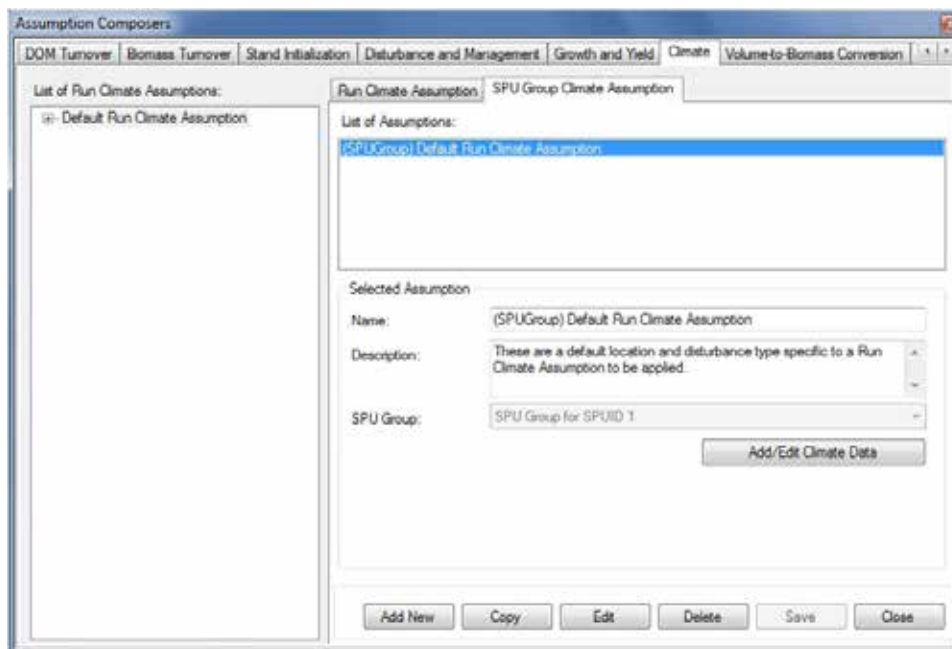 Assumption Composers
DOM Turnover Biomass Turnover Stand Initialization Disturbance and Management Growth and Yield Climate Volume-to-Biomass Conversion
List of Run Climate Assumptions:
Default Run Climate Assumption
Run Climate Assumption SPU Group Climate Assumption
List of Assumptions:
(SPUGroup) Default Run Climate Assumption
Selected Assumption
Name: (SPUGroup) Default Run Climate Assumption
Description: These are a default location and disturbance type specific to a Run
Climate Assumption to be applied.
SPU Group: SPU Group for SPUID 1
Add/Edit Climate Data
Add New Copy Edit Delete Save Close